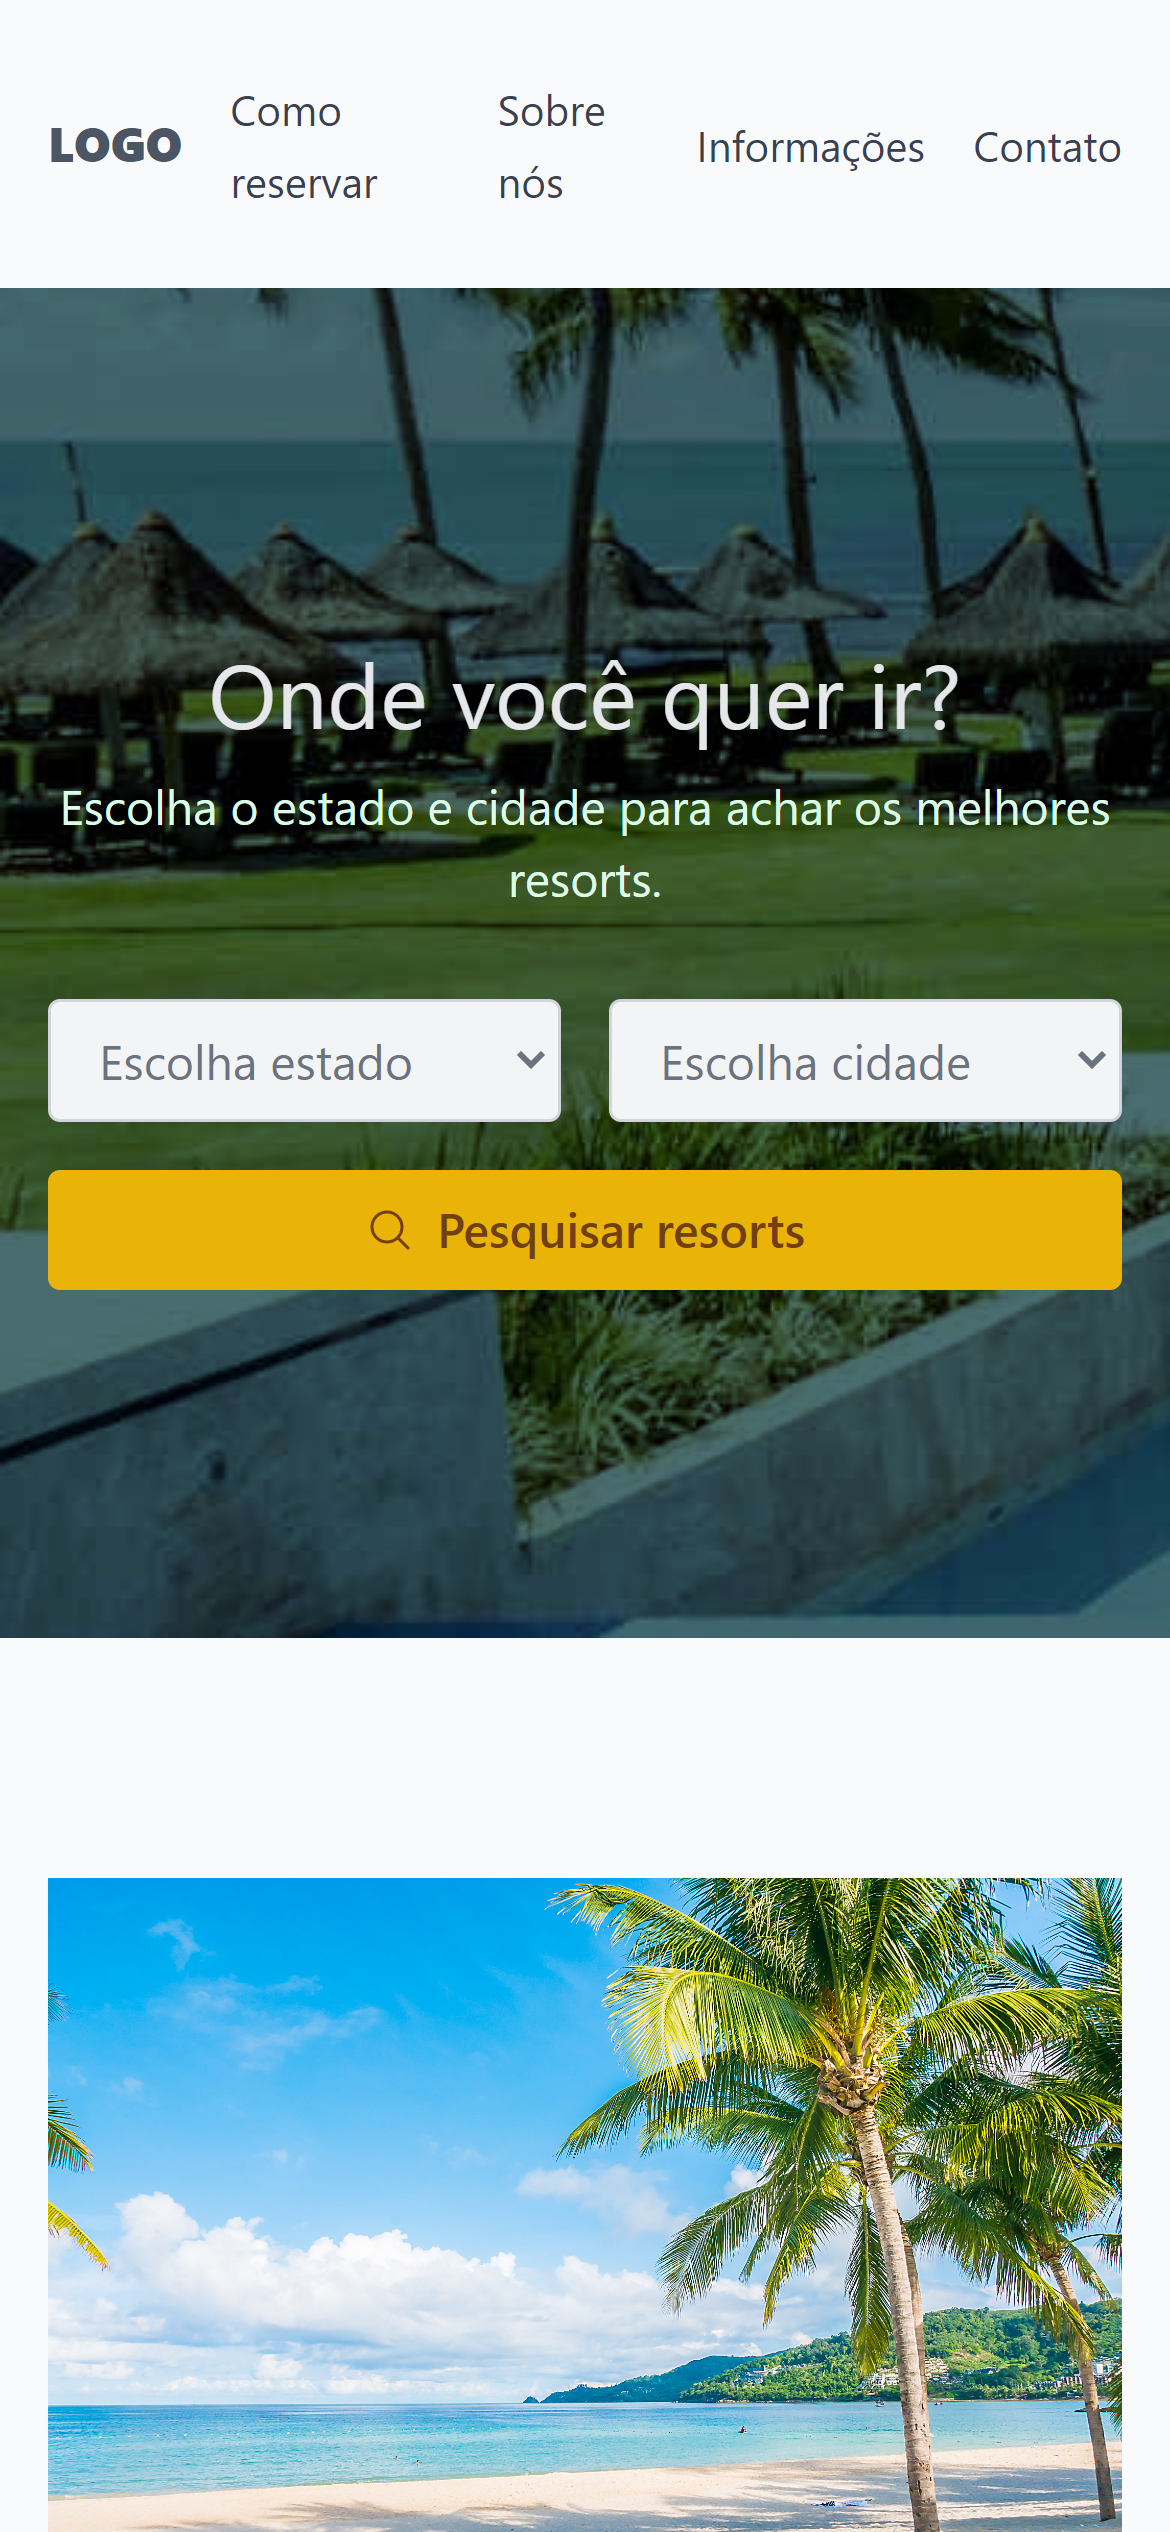 LOGO
Como
reservar
Sobre
nós
Informações
Contato
Onde você quer ir?
Escolha o estado e cidade para achar os melhores
resorts.
Escolha estado
Escolha cidade
Pesquisar resorts